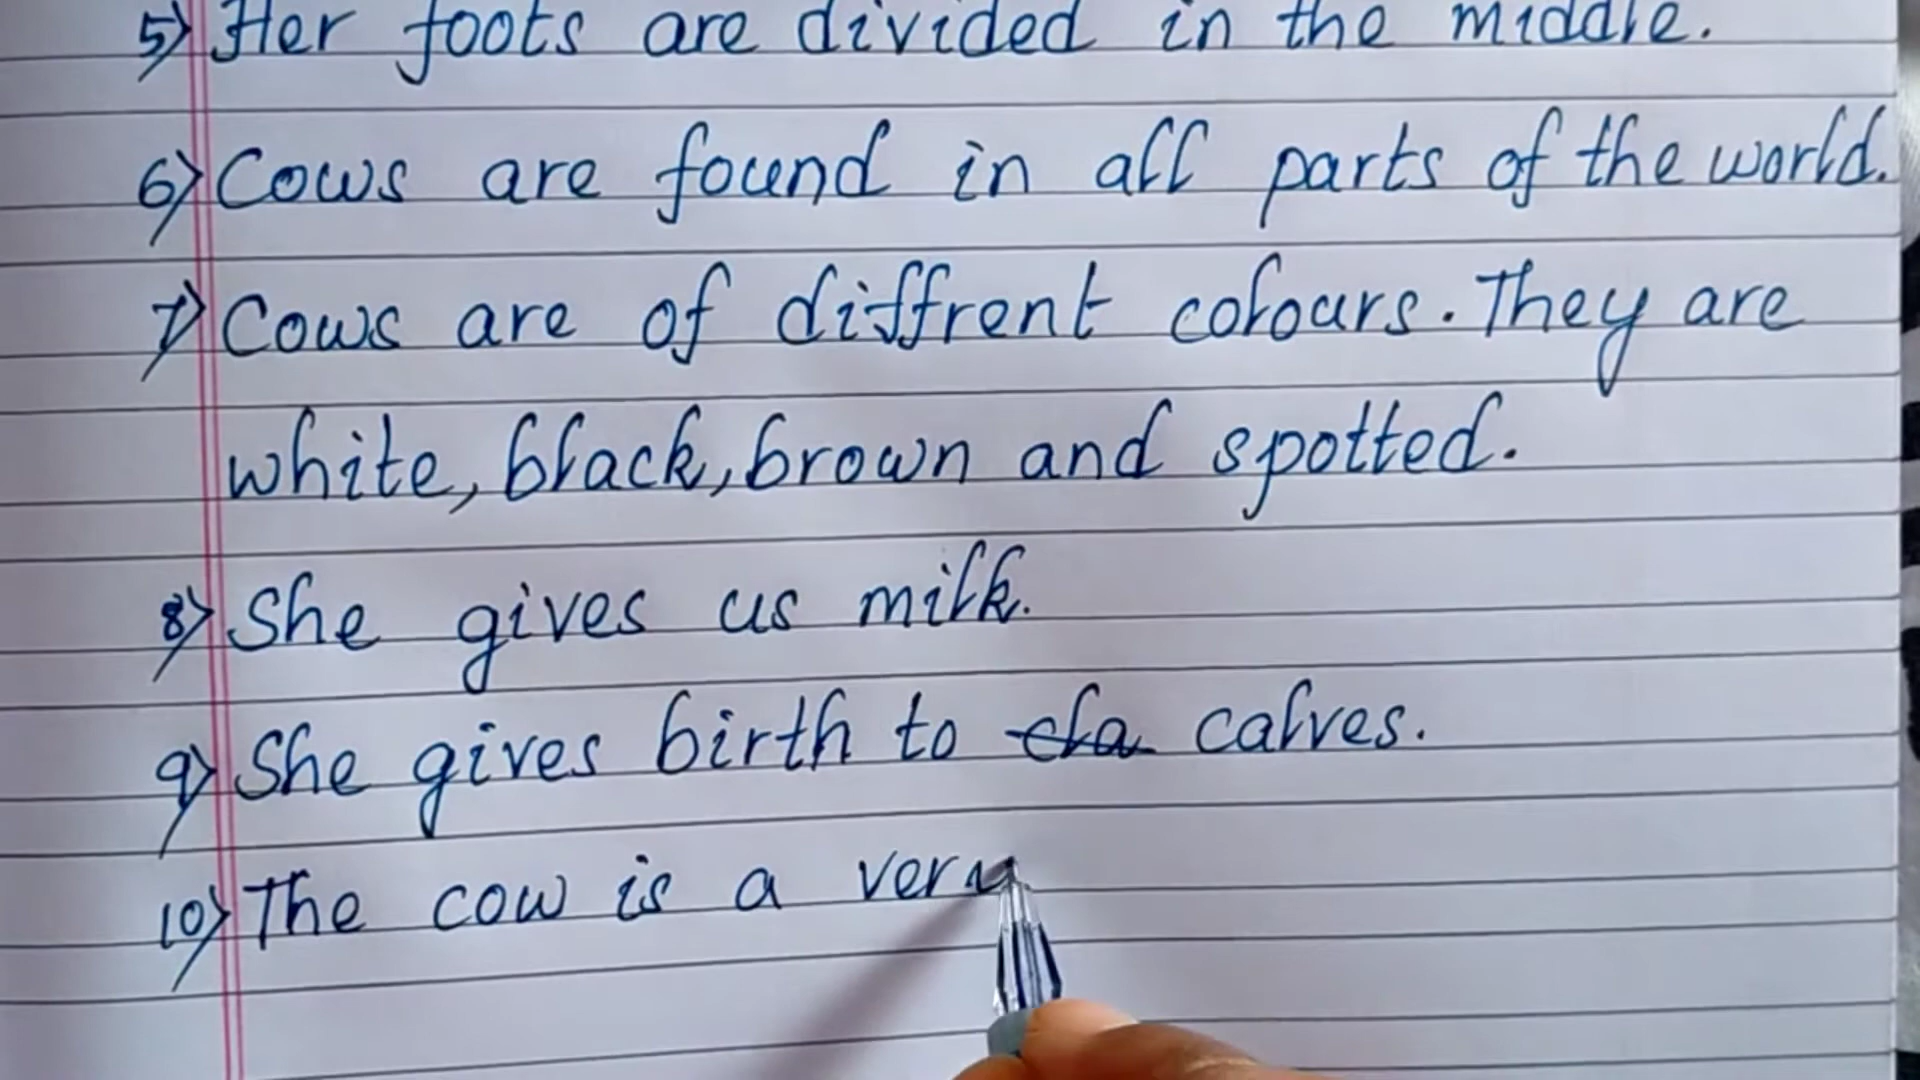 5) Her foots are divided in the middle.
6) Cows are found in all parts of the world.
7) Cows are of diffrent colours. They are
white, black, brown and spotted.
8) She gives us milk.
9) She gives birth to cla calves.
10) The cow is a very